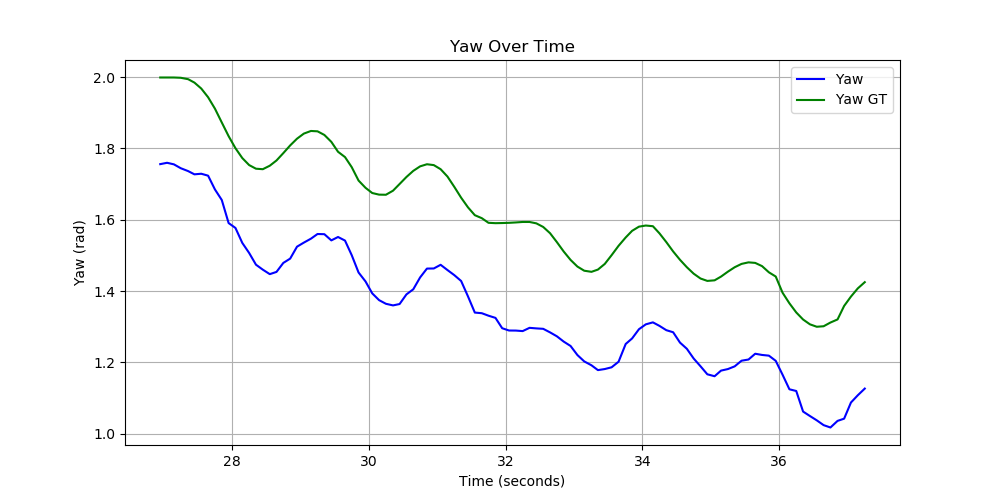 Yaw Over Time
Yaw
Yaw GT
2.0
1.8
1.6
1.4
1.2
1.0
Yaw (rad)
28 30 32 34 36
Time (seconds)